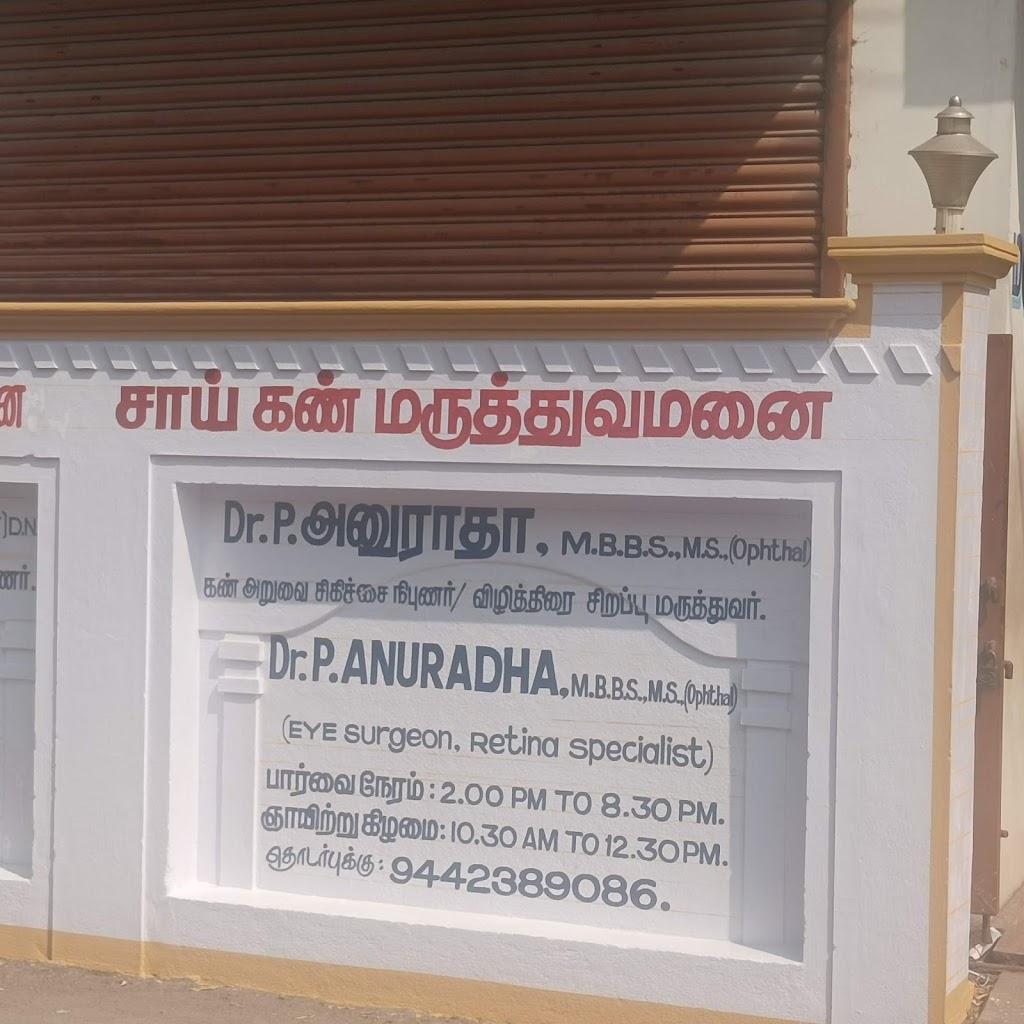 சாய் கண் மருத்துவமனை
Dr.P.அனுராதா, M.B.B.S.,M.S.,(Ophthal)
கண் அறுவை சிகிச்சை நிபுணர்/ விழித்திரை சிறப்பு மருத்துவர்.
Dr.P.ANURADHA,M.B.B.S.,M.S.,(Ophthal)
(EYE Surgeon, Retina Specialist)
பார்வை நேரம் : 2.00 PM TO 8.30 PM.
ஞாயிற்று கிழமை: 10.30 AM TO 12.30 PM.
தொடர்புக்கு : 9442389086.